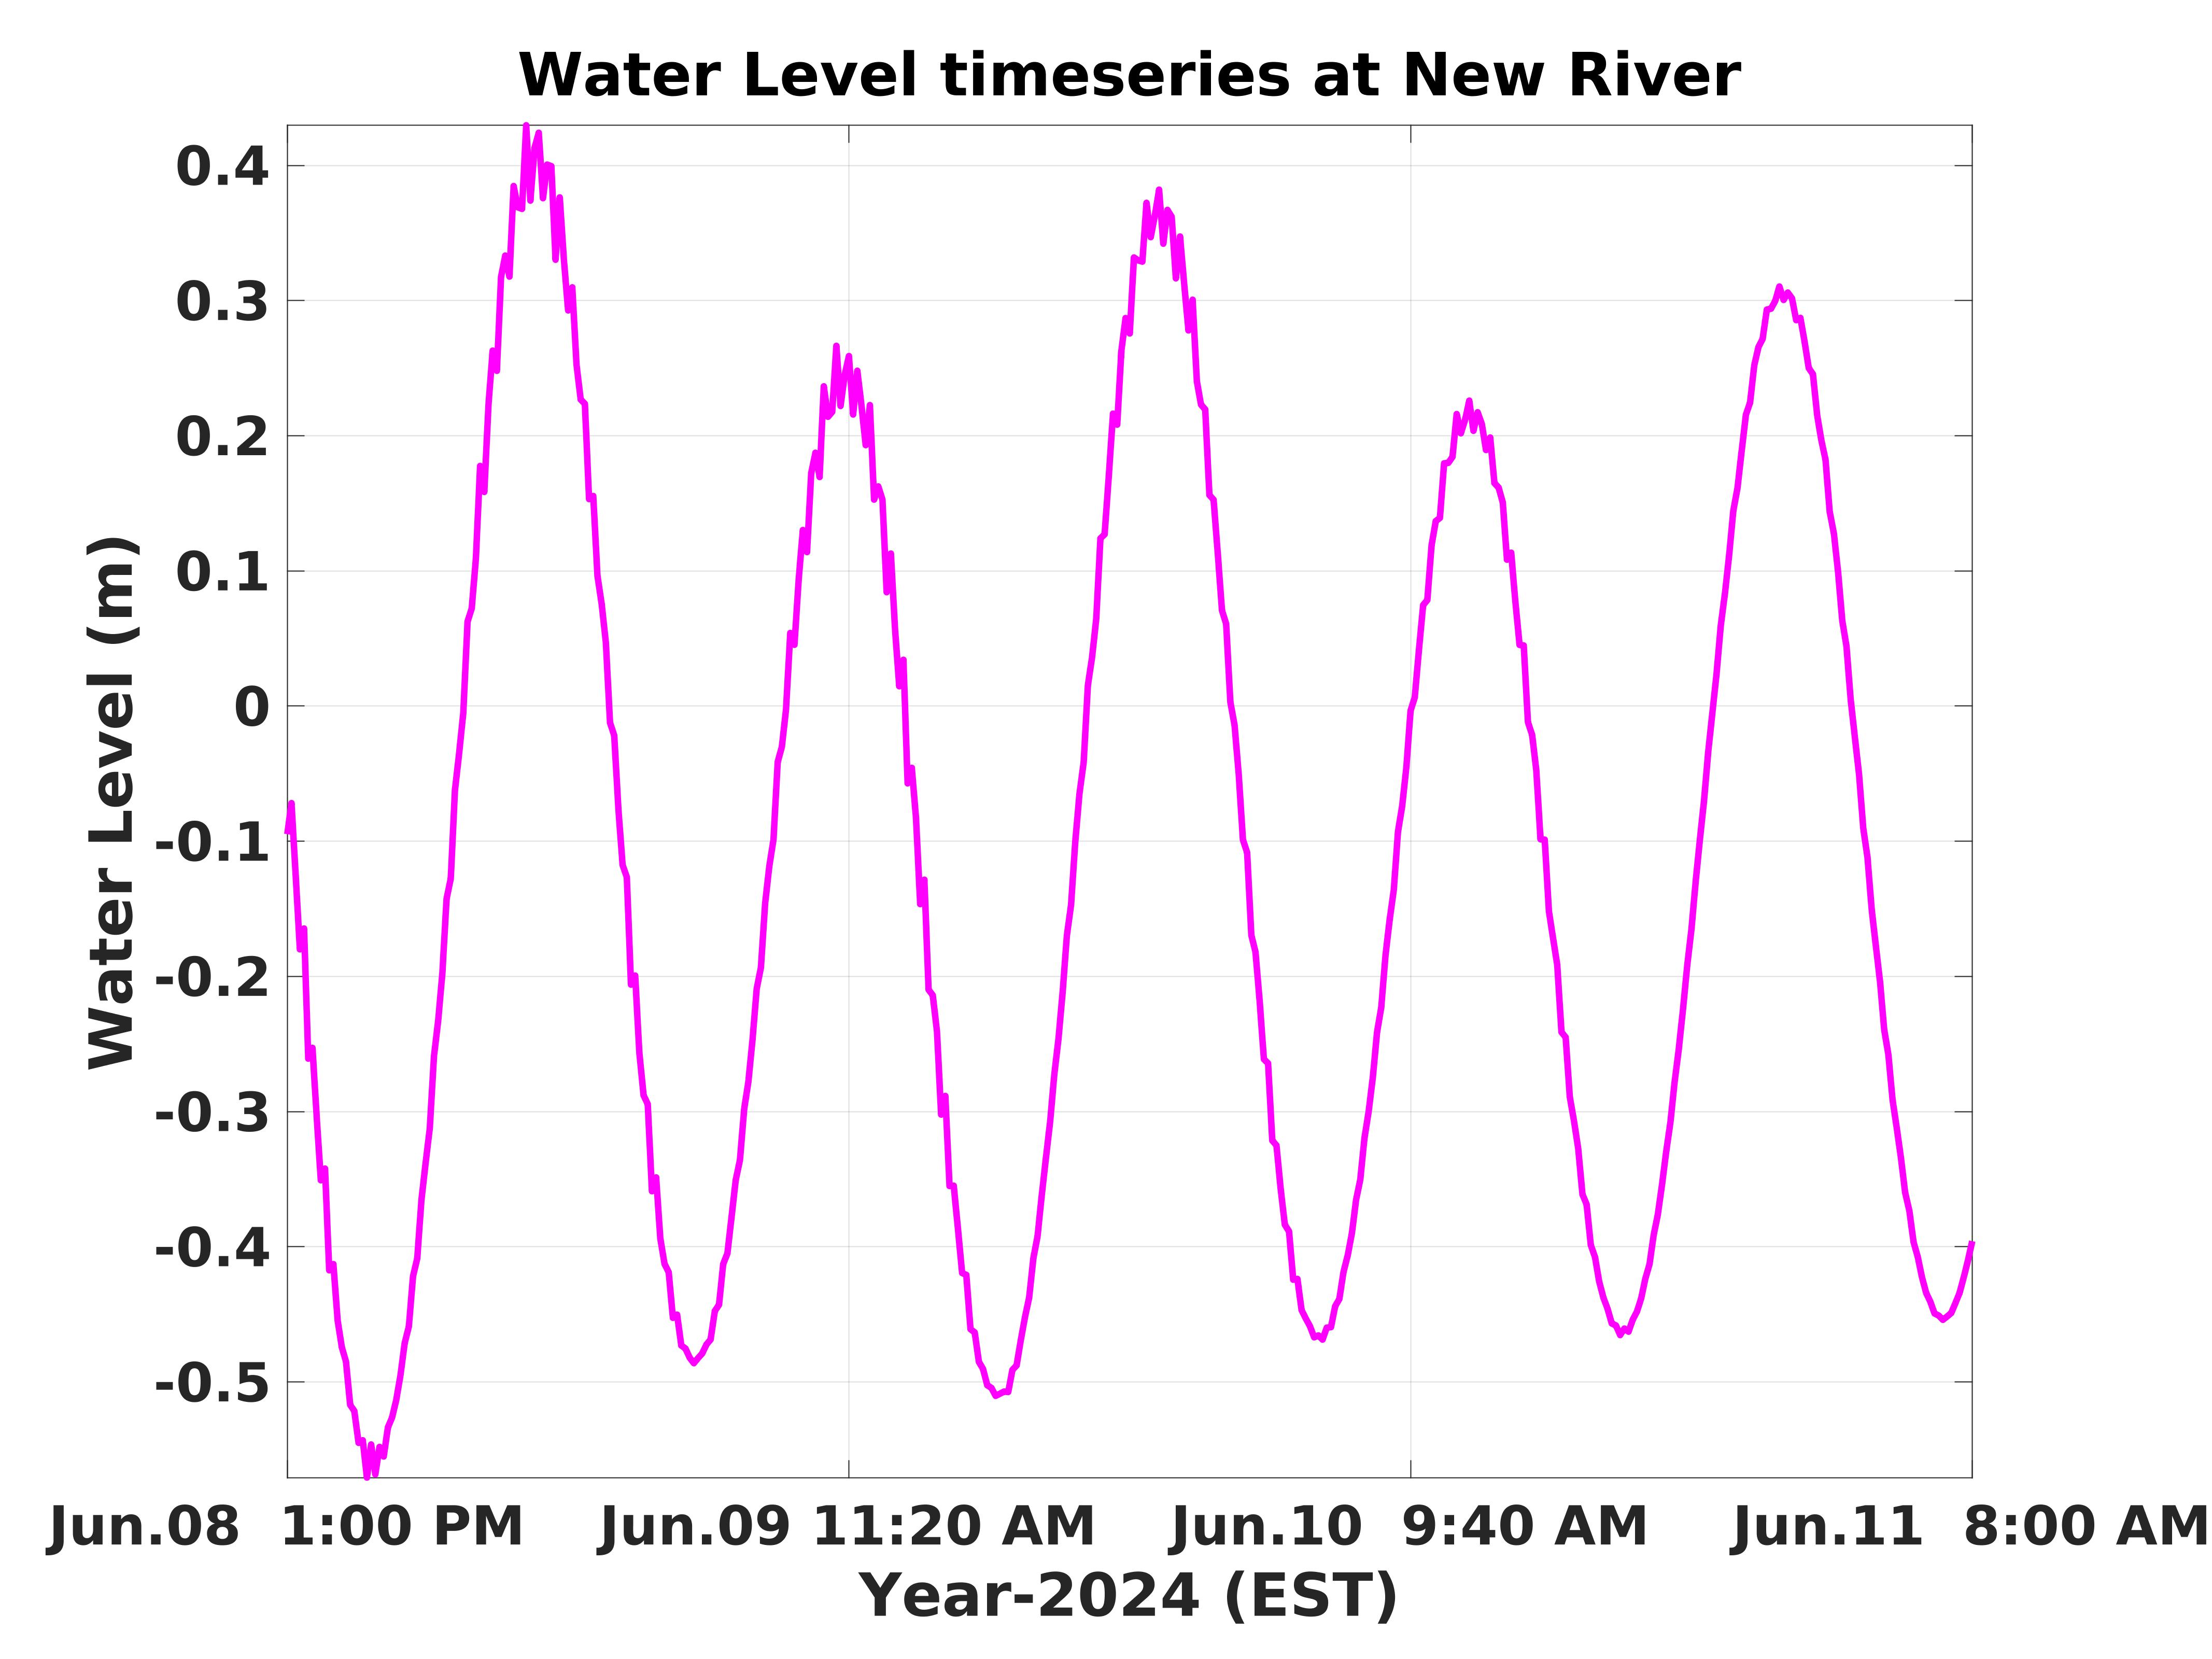 Water Level timeseries at New River
0.4
0.3
0.2
0.1
0
-0.1
-0.2
-0.3
-0.4
-0.5
Water Level (m)
Jun.08 1:00 PM Jun.09 11:20 AM Jun.10 9:40 AM Jun.11 8:00 AM
Year-2024 (EST)